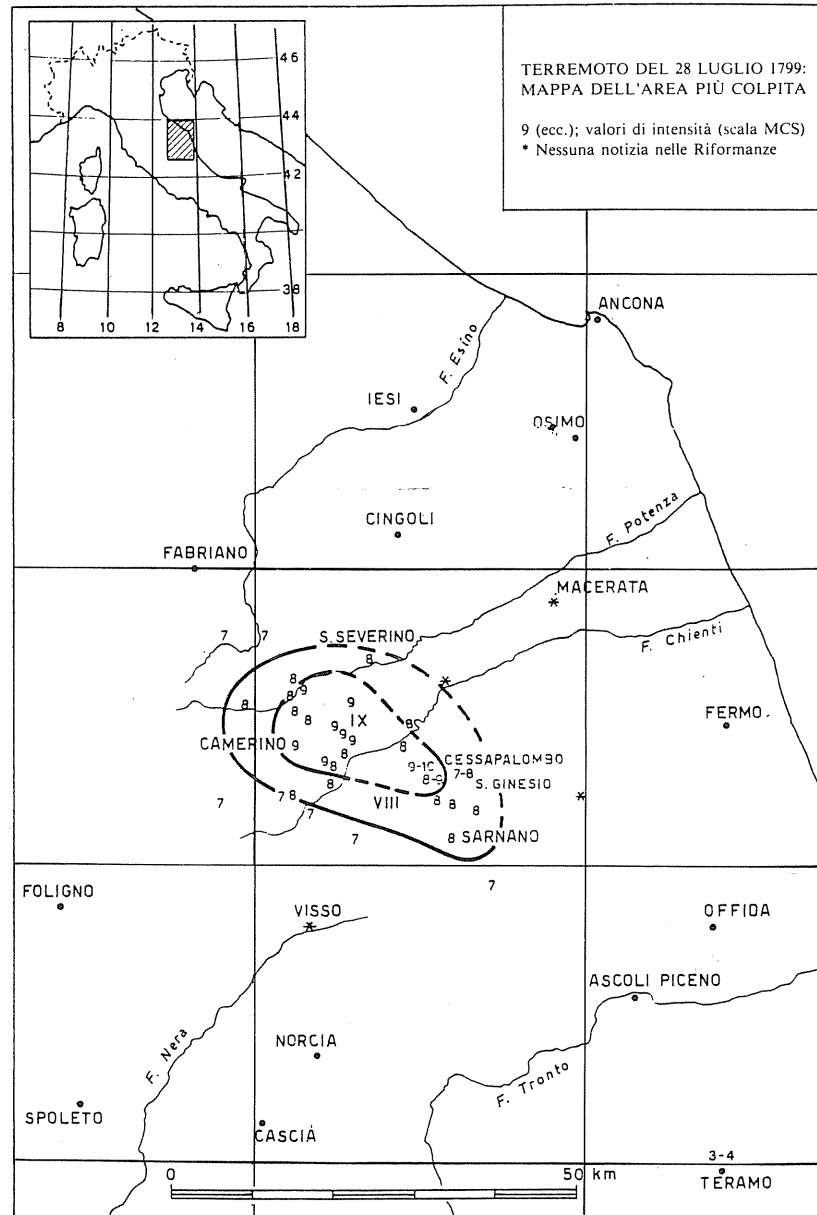 TERREMOTO DEL 28 LUGLIO 1799:
MAPPA DELL'AREA PIÙ COLPITA
9 (ecc.); valori di intensità (scala MCS)
* Nessuna notizia nelle Riformanze
46
44
42
38
8 10 12 14 16 18
ANCONA
F. Esino
IESI
OSIMO
CINGOLI
F. Potenza
FABRIANO
MACERATA
7 7
S. SEVERINO
F. Chienti
8
8
9
8
8
9
8
8
FERMO
9
IX
8
9
9
CAMERINO
9
8
8
CESSAPALOMBO
9
8
9-10
7-8
8
8-9
S. GINESIO
7
7
8
VIII
8
8
8
7
7
8
SARNANO
7
FOLIGNO
VISSO
OFFIDA
ASCOLI PICENO
F. Nera
NORCIA
F. Tronto
SPOLETO
CASCIA
3-4
TERAMO
0 50 km